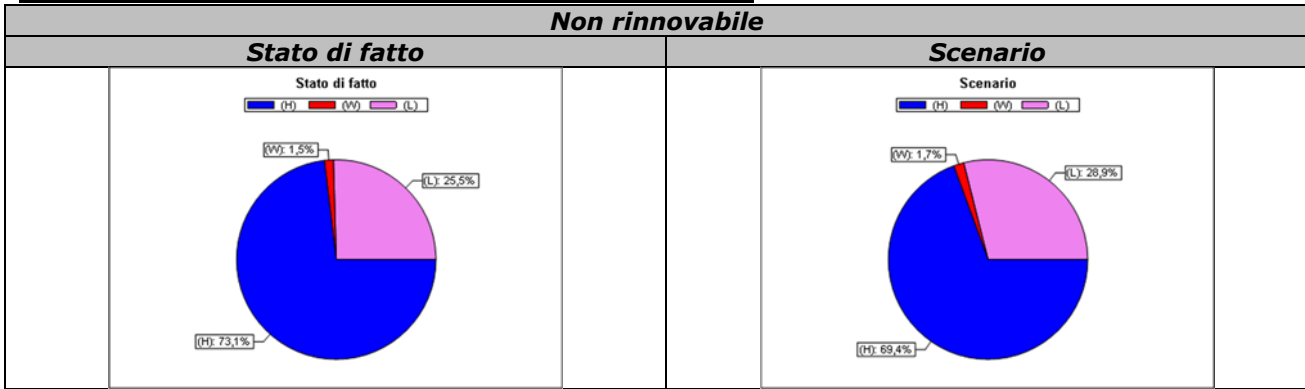 Non rinnovabile
Stato di fatto
Scenario
Stato di fatto
(H) (W) (L)
(W): 1,5%
(L): 25,5%
(H): 73,1%
Scenario
(H) (W) (L)
(W): 1,7%
(L): 28,9%
(H): 69,4%